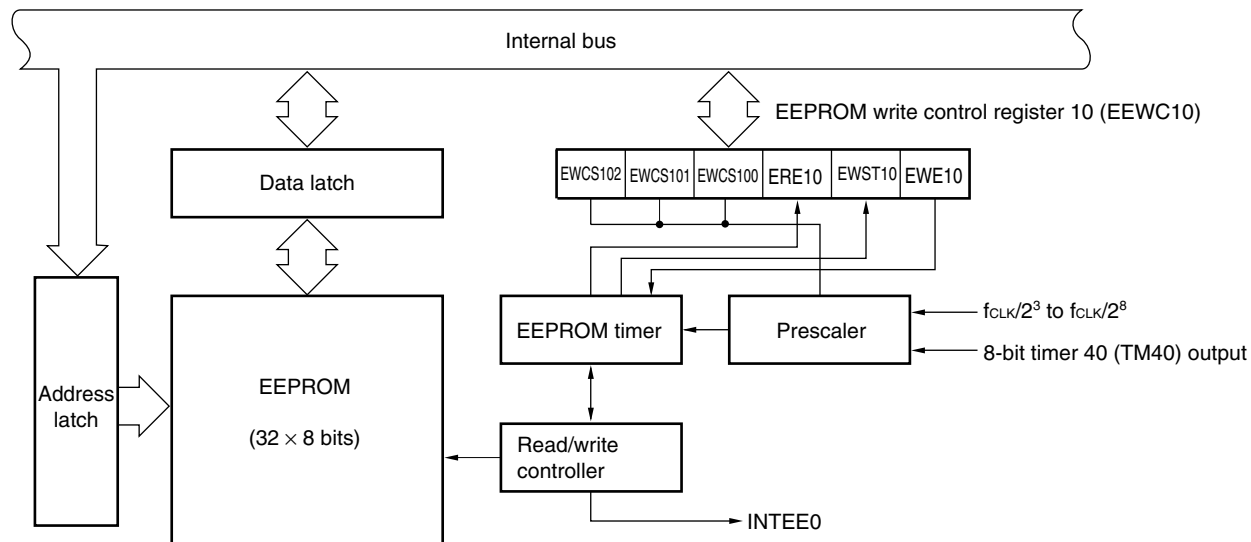 Internal bus
EEPROM write control register 10 (EEWC10)
Data latch
EWCS102 EWCS101 EWCS100 ERE10 EWST10 EWE10
Address
latch
EEPROM
(32 × 8 bits)
EEPROM timer
Prescaler
fCLK/2³ to fCLK/2⁸
8-bit timer 40 (TM40) output
Read/write
controller
INTEE0